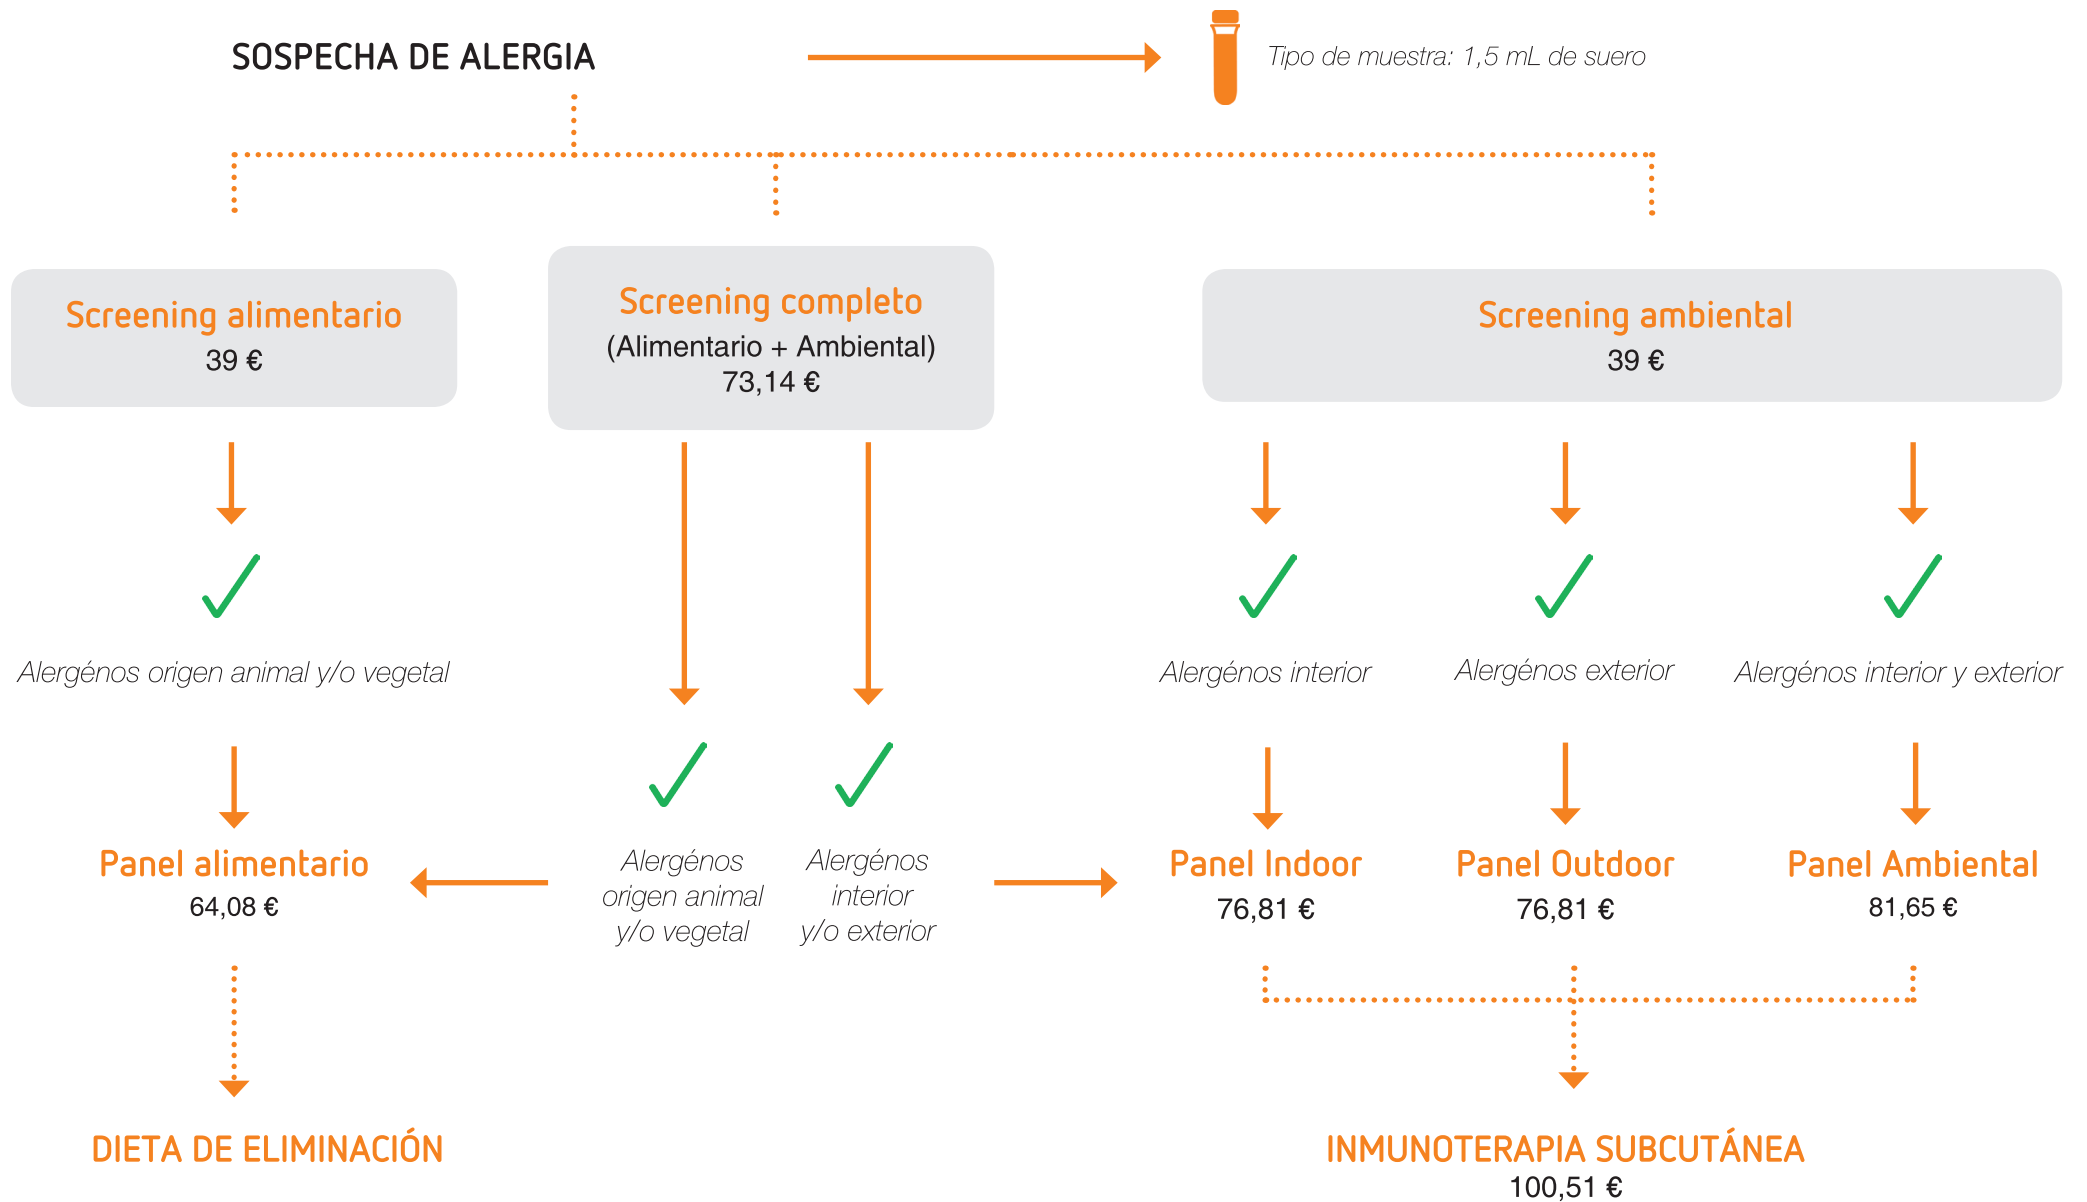 SOSPECHA DE ALERGIA
Tipo de muestra: 1,5 mL de suero
Screening alimentario
39 €
Screening completo
(Alimentario + Ambiental)
73,14 €
Screening ambiental
39 €
Alergénos origen animal y/o vegetal
Alergénos interior
Alergénos exterior
Alergénos interior y exterior
Alergénos
origen animal
y/o vegetal
Alergénos
interior
y/o exterior
Panel alimentario
64,08 €
Panel Indoor
76,81 €
Panel Outdoor
76,81 €
Panel Ambiental
81,65 €
DIETA DE ELIMINACIÓN
INMUNOTERAPIA SUBCUTÁNEA
100,51 €